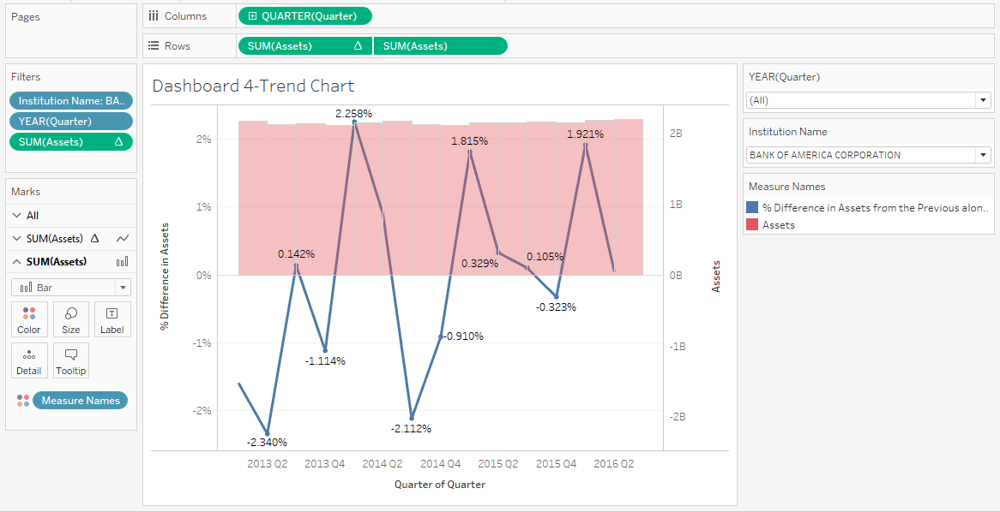 Pages
Columns
QUARTER(Quarter)
Rows
SUM(Assets) Δ
SUM(Assets)
Filters
Institution Name: BA..
YEAR(Quarter)
SUM(Assets) Δ
Marks
All
SUM(Assets) Δ
SUM(Assets)
Bar
Color
Size
Label
Detail
Tooltip
Measure Names
Dashboard 4-Trend Chart
% Difference in Assets
2%
1%
0%
-1%
-2%
2.258%
1.815%
1.921%
0.142%
0.329%
0.105%
-0.323%
-0.910%
-1.114%
-2.112%
-2.340%
2B
1B
0B
-1B
-2B
Assets
2013 Q2
2013 Q4
2014 Q2
2014 Q4
2015 Q2
2015 Q4
2016 Q2
Quarter of Quarter
YEAR(Quarter)
(All)
Institution Name
BANK OF AMERICA CORPORATION
Measure Names
% Difference in Assets from the Previous alon..
Assets